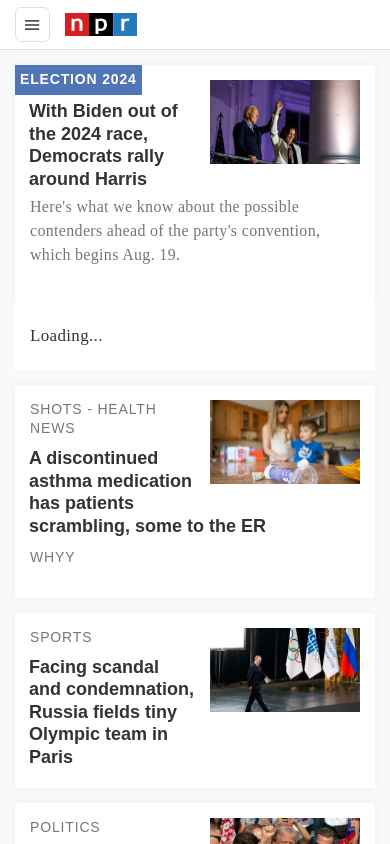 npr
ELECTION 2024
With Biden out of
the 2024 race,
Democrats rally
around Harris
Here's what we know about the possible
contenders ahead of the party's convention,
which begins Aug. 19.
Loading...
SHOTS - HEALTH
NEWS
A discontinued
asthma medication
has patients
scrambling, some to the ER
WHYY
SPORTS
Facing scandal
and condemnation,
Russia fields tiny
Olympic team in
Paris
POLITICS